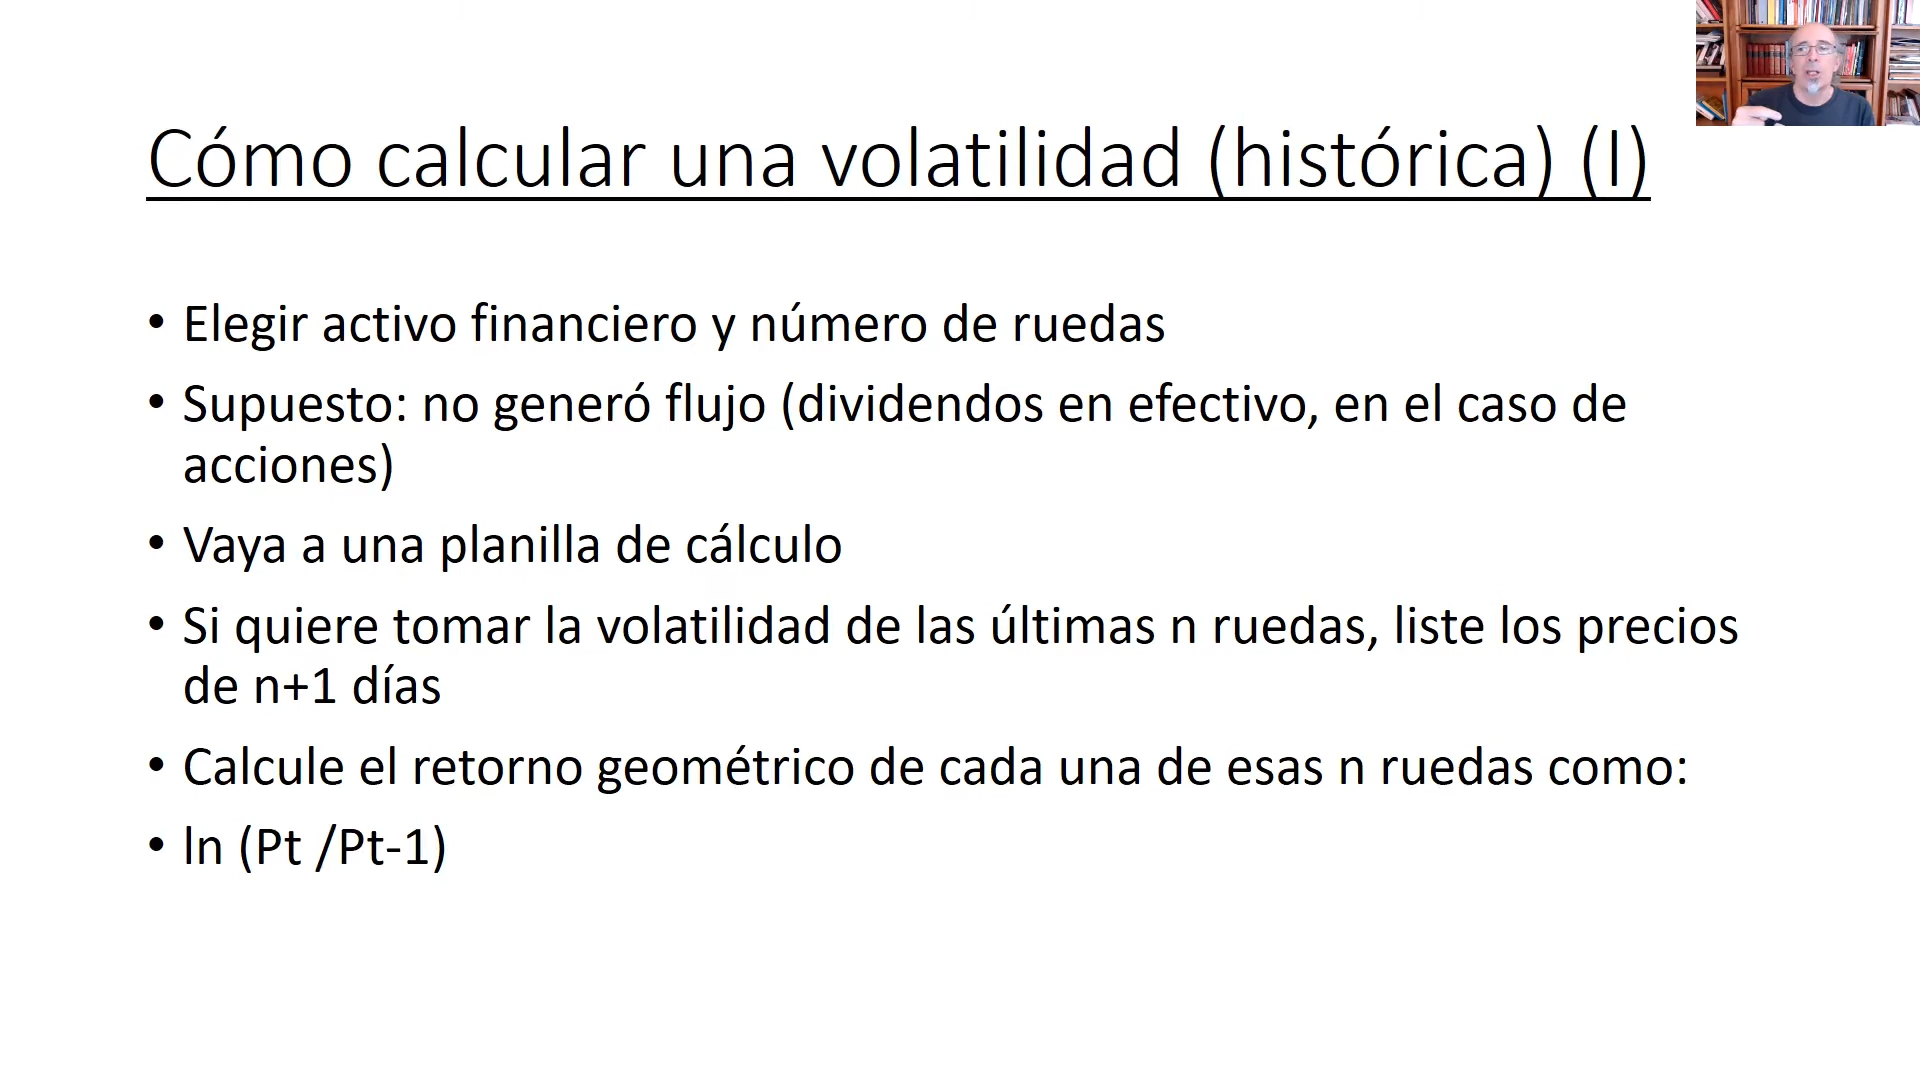 Cómo calcular una volatilidad (histórica) (I)
• Elegir activo financiero y número de ruedas
• Supuesto: no generó flujo (dividendos en efectivo, en el caso de
acciones)
• Vaya a una planilla de cálculo
• Si quiere tomar la volatilidad de las últimas n ruedas, liste los precios
de n+1 días
• Calcule el retorno geométrico de cada una de esas n ruedas como:
• ln (Pt /Pt-1)